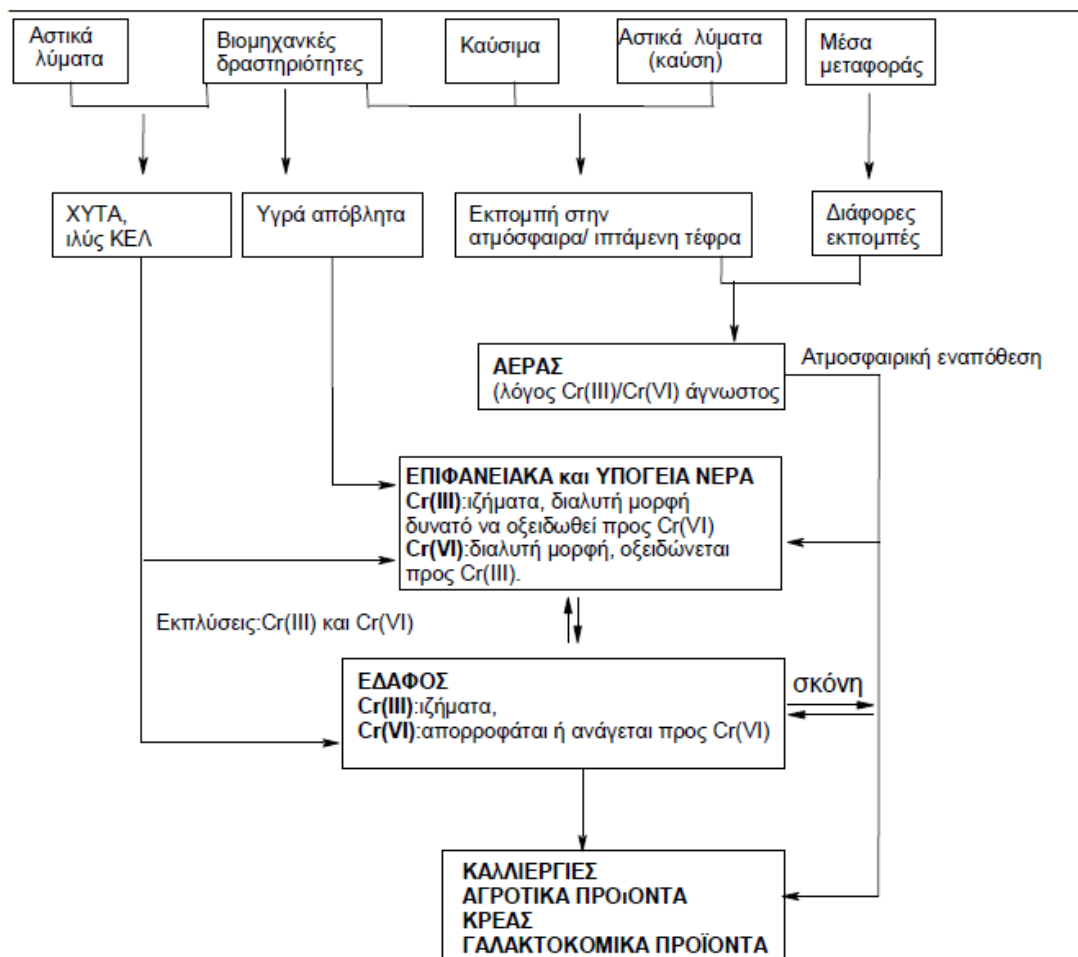 Αστικά
λύματα
Βιομηχανκές
δραστηριότητες
Καύσιμα
Αστικά λύματα
(καύση)
Μέσα
μεταφοράς
ΧΥΤΑ,
ιλύς ΚΕΛ
Υγρά απόβλητα
Εκπομπή στην
ατμόσφαιρα/ ιπτάμενη τέφρα
Διάφορες
εκπομπές
ΑΕΡΑΣ
(λόγος Cr(III)/Cr(VI) άγνωστος
Ατμοσφαιρική εναπόθεση
ΕΠΙΦΑΝΕΙΑΚΑ και ΥΠΟΓΕΙΑ ΝΕΡΑ
Cr(III):ιζήματα, διαλυτή μορφή
δυνατό να οξειδωθεί προς Cr(VI)
Cr(VI):διαλυτή μορφή, οξειδώνεται
προς Cr(III).
Εκπλύσεις:Cr(III) και Cr(VI)
ΕΔΑΦΟΣ
Cr(III):ιζήματα,
Cr(VI):απορροφάται ή ανάγεται προς Cr(VI)
σκόνη
ΚΑλΛΙΕΡΓΙΕΣ
ΑΓΡΟΤΙΚΑ ΠΡΟιΟΝΤΑ
ΚΡΕΑΣ
ΓΑΛΑΚΤΟΚΟΜΙΚΑ ΠΡΟΪΟΝΤΑ